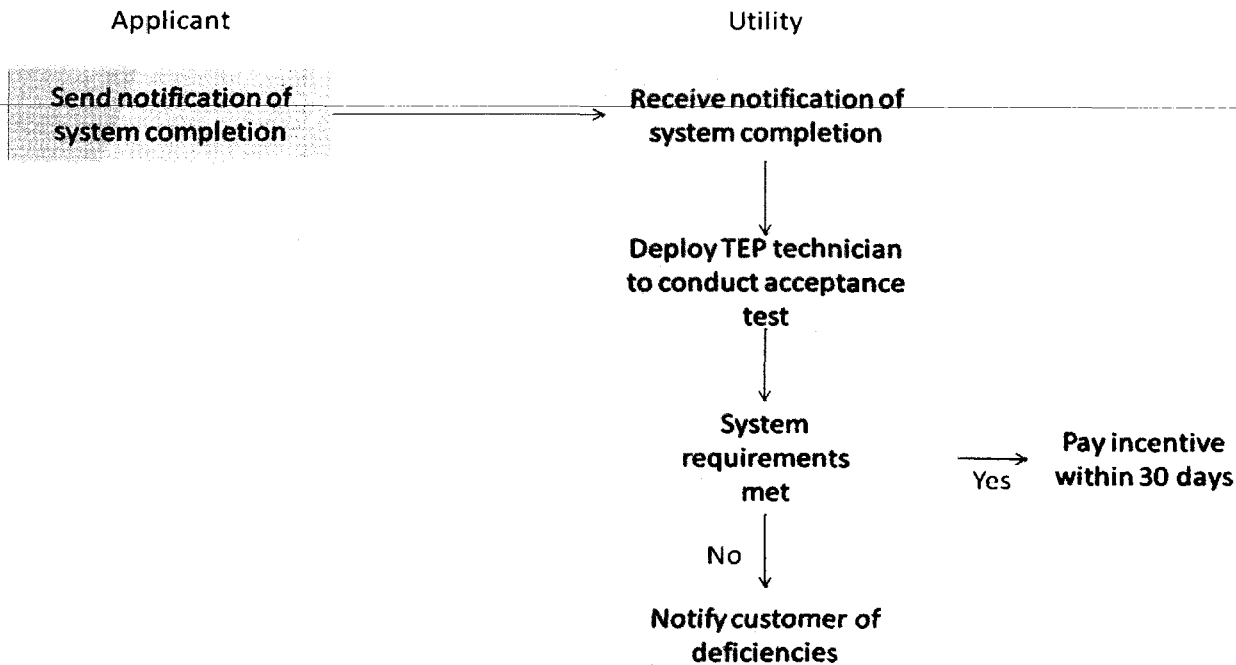 Applicant
Utility
Send notification of
system completion
Receive notification of
system completion
Deploy TEP technician
to conduct acceptance
test
System
requirements
met
Yes
Pay incentive
within 30 days
No
Notify customer of
deficiencies